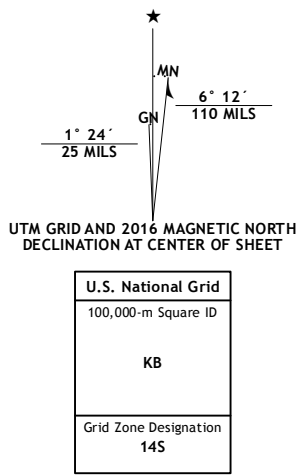 MN
GN
6° 12´
110 MILS
1° 24´
25 MILS
UTM GRID AND 2016 MAGNETIC NORTH
DECLINATION AT CENTER OF SHEET
U.S. National Grid
100,000-m Square ID
KB
Grid Zone Designation
14S